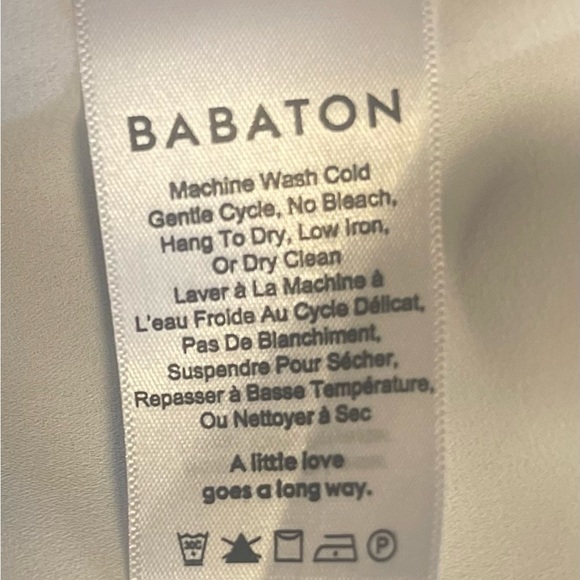 BABATON
Machine Wash Cold
Gentle Cycle, No Bleach,
Hang To Dry, Low Iron,
Or Dry Clean
Laver à La Machine à
L'eau Froide Au Cycle Délicat,
Pas De Blanchiment,
Suspendre Pour Sécher,
Repasser à Basse Température,
Ou Nettoyer à Sec
A little love
goes a long way.
30C P